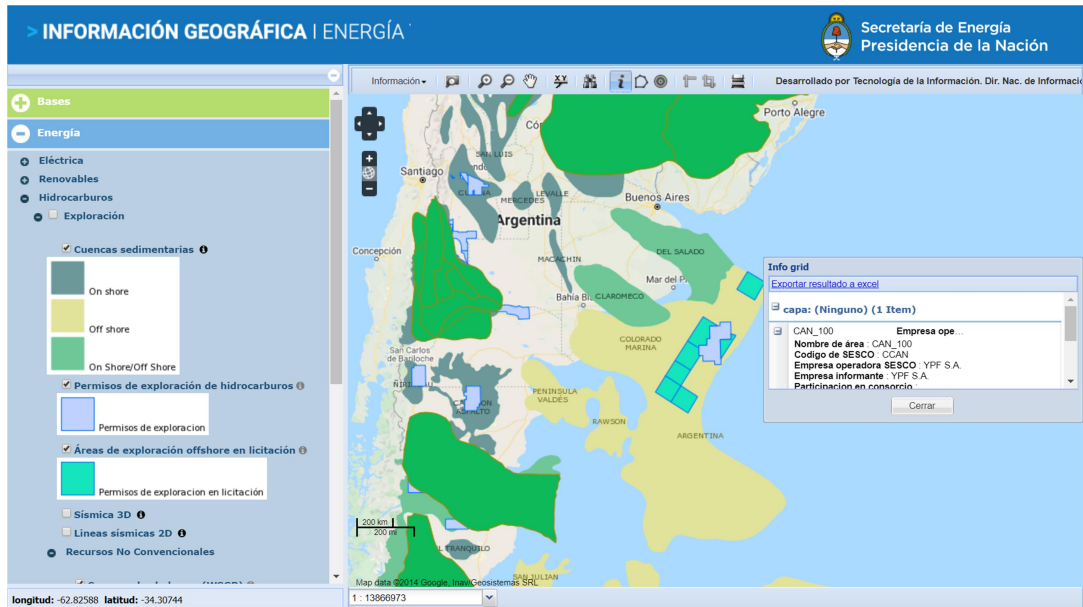 > INFORMACIÓN GEOGRÁFICA I ENERGÍA
Secretaría de Energía
Presidencia de la Nación
Información
Desarrollado por Tecnología de la Información. Dir. Nac. de Informaci
Bases
Energía
Eléctrica
Renovables
Hidrocarburos
Exploración
Cuencas sedimentarias
On shore
Off shore
On Shore/Off Shore
Permisos de exploración de hidrocarburos
Permisos de exploracion
Áreas de exploración offshore en licitación
Permisos de exploracion en licitación
Sísmica 3D
Lineas sísmicas 2D
Recursos No Convencionales
longitud: -62.82588 latitud: -34.30744
Porto Alegre
Cór
SAN LUIS
Santiago
LEVALLE
MERCEDES
Buenos Aires
Argentina
Concepción
DEL SALADO
MACACHIN
Mar del P
Bahía Bl
CLAROMECO
COLORADO
MARINA
San Carlos
de Bariloche
PENINSULA
VALDÉS
RAWSON
ARGENTINA
200 km
200 mi
L TRANQUILO
SAN JULIAN
Map data ©2014 Google, Inav/Geosistemas SRL
1 : 13866973
Info grid
Exportar resultado a excel
capa: (Ninguno) (1 Item)
CAN_100 Empresa ope...
Nombre de área : CAN_100
Codigo de SESCO : CCAN
Empresa operadora SESCO : YPF S.A.
Empresa informante : YPF S.A.
Participacion en consorcio :
Cerrar